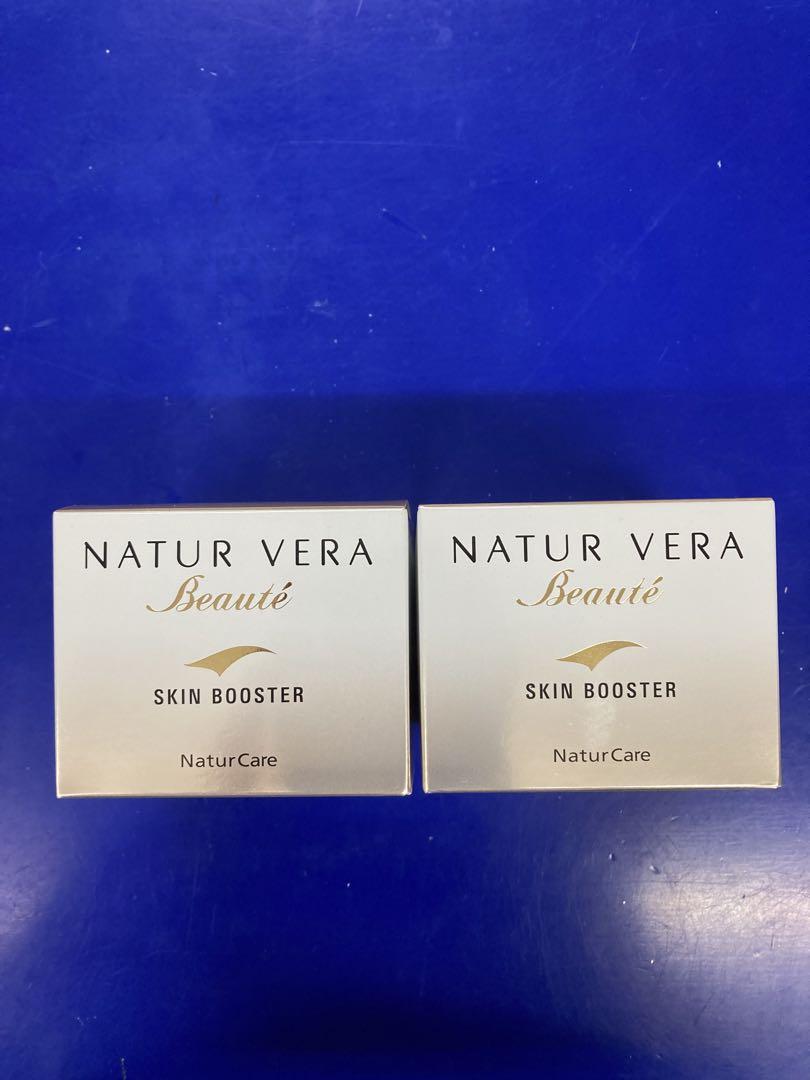 NATUR VERA
Beauté
SKIN BOOSTER
NaturCare
NATUR VERA
Beauté
SKIN BOOSTER
NaturCare